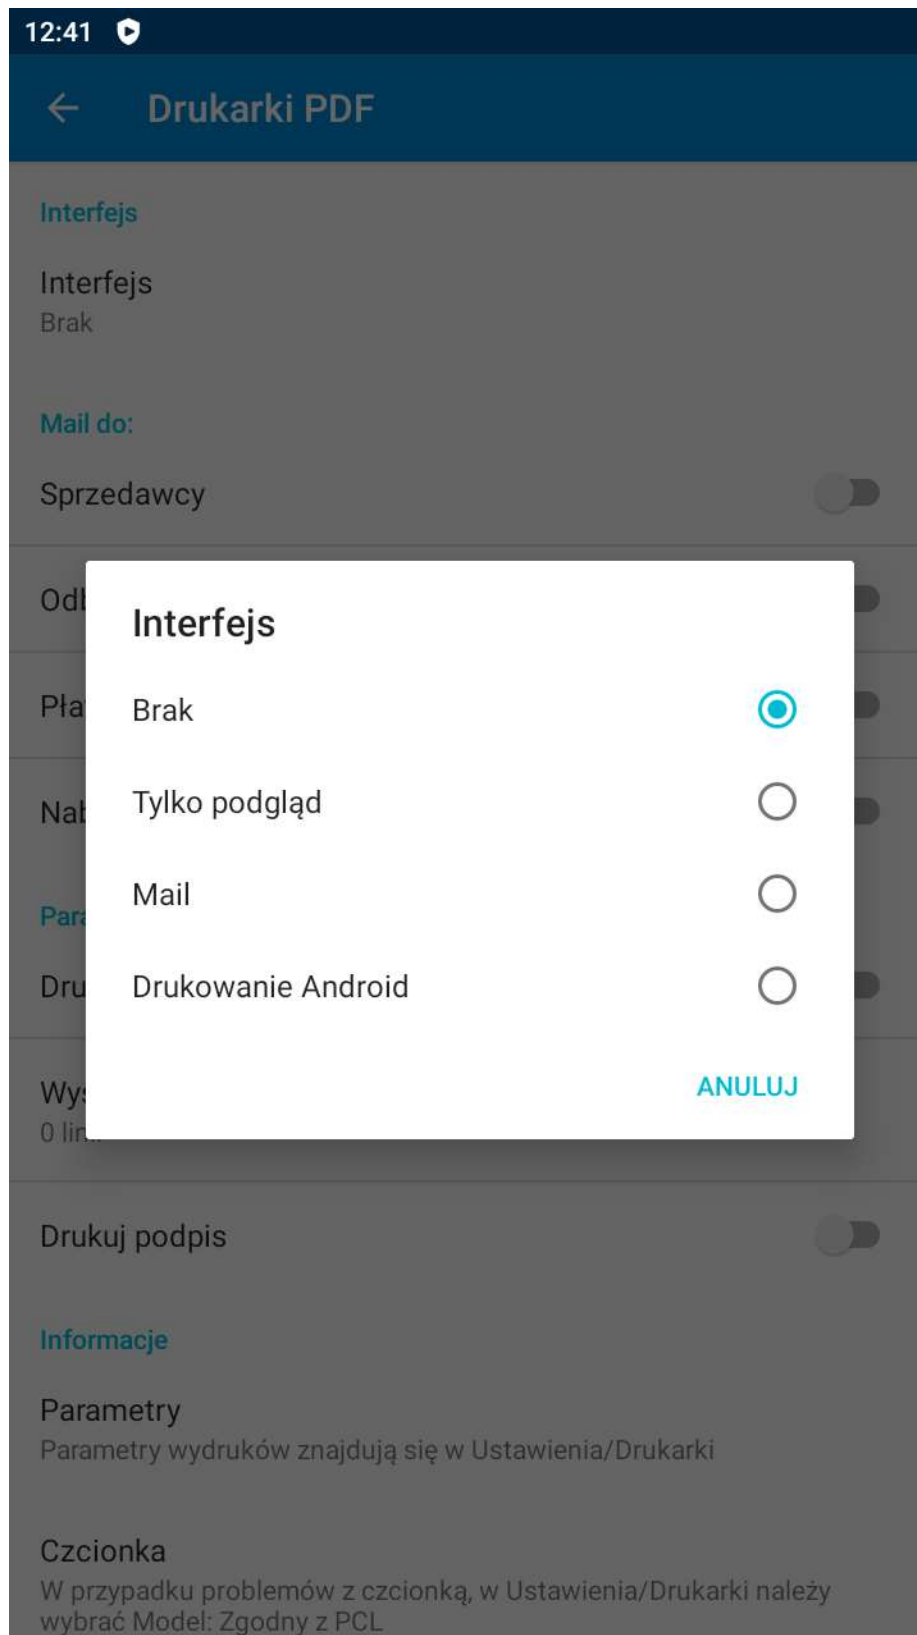 12:41
Drukarki PDF
Interfejs
Interfejs
Brak
Mail do:
Sprzedawcy
Interfejs
Brak
Tylko podgląd
Mail
Drukowanie Android
ANULUJ
0
Drukuj podpis
Informacje
Parametry
Parametry wydruków znajdują się w Ustawienia/Drukarki
Czcionka
W przypadku problemów z czcionką, w Ustawienia/Drukarki należy
wybrać Model: Zgodny z PCL